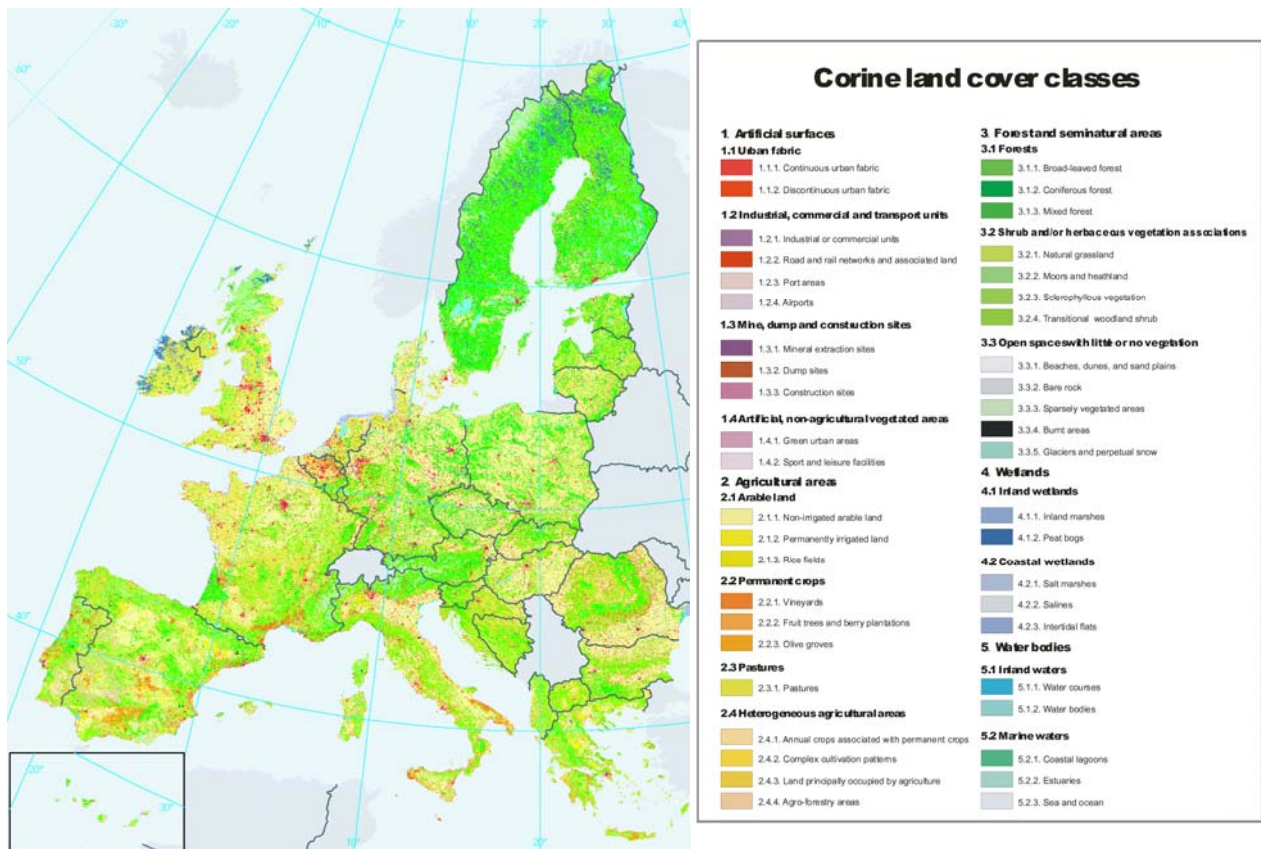 -30°
-20°
-10°
0°
10°
20°
30°
40°
60°
50°
40°
20°
30°
10°
20°
Corine land cover classes
1. Artificial surfaces
1.1 Urban fabric
1.1.1. Continuous urban fabric
1.1.2. Discontinuous urban fabric
1.2 Industrial, commercial and transport units
1.2.1. Industrial or commercial units
1.2.2. Road and rail networks and associated land
1.2.3. Port areas
1.2.4. Airports
1.3 Mine, dump and construction sites
1.3.1. Mineral extraction sites
1.3.2. Dump sites
1.3.3. Construction sites
1.4 Artificial, non-agricultural vegetated areas
1.4.1. Green urban areas
1.4.2. Sport and leisure facilities
2. Agricultural areas
2.1 Arable land
2.1.1. Non-irrigated arable land
2.1.2. Permanently irrigated land
2.1.3. Rice fields
2.2 Permanent crops
2.2.1. Vineyards
2.2.2. Fruit trees and berry plantations
2.2.3. Olive groves
2.3 Pastures
2.3.1. Pastures
2.4 Heterogeneous agricultural areas
2.4.1. Annual crops associated with permanent crops
2.4.2. Complex cultivation patterns
2.4.3. Land principally occupied by agriculture
2.4.4. Agro-forestry areas
3. Forest and seminatural areas
3.1 Forests
3.1.1. Broad-leaved forest
3.1.2. Coniferous forest
3.1.3. Mixed forest
3.2 Shrub and/or herbaceous vegetation associations
3.2.1. Natural grassland
3.2.2. Moors and heathland
3.2.3. Sclerophyllous vegetation
3.2.4. Transitional woodland shrub
3.3 Open spaces with little or no vegetation
3.3.1. Beaches, dunes, and sand plains
3.3.2. Bare rock
3.3.3. Sparsely vegetated areas
3.3.4. Burnt areas
3.3.5. Glaciers and perpetual snow
4. Wetlands
4.1 Inland wetlands
4.1.1. Inland marshes
4.1.2. Peat bogs
4.2 Coastal wetlands
4.2.1. Salt marshes
4.2.2. Salines
4.2.3. Intertidal flats
5. Water bodies
5.1 Inland waters
5.1.1. Water courses
5.1.2. Water bodies
5.2 Marine waters
5.2.1. Coastal lagoons
5.2.2. Estuaries
5.2.3. Sea and ocean